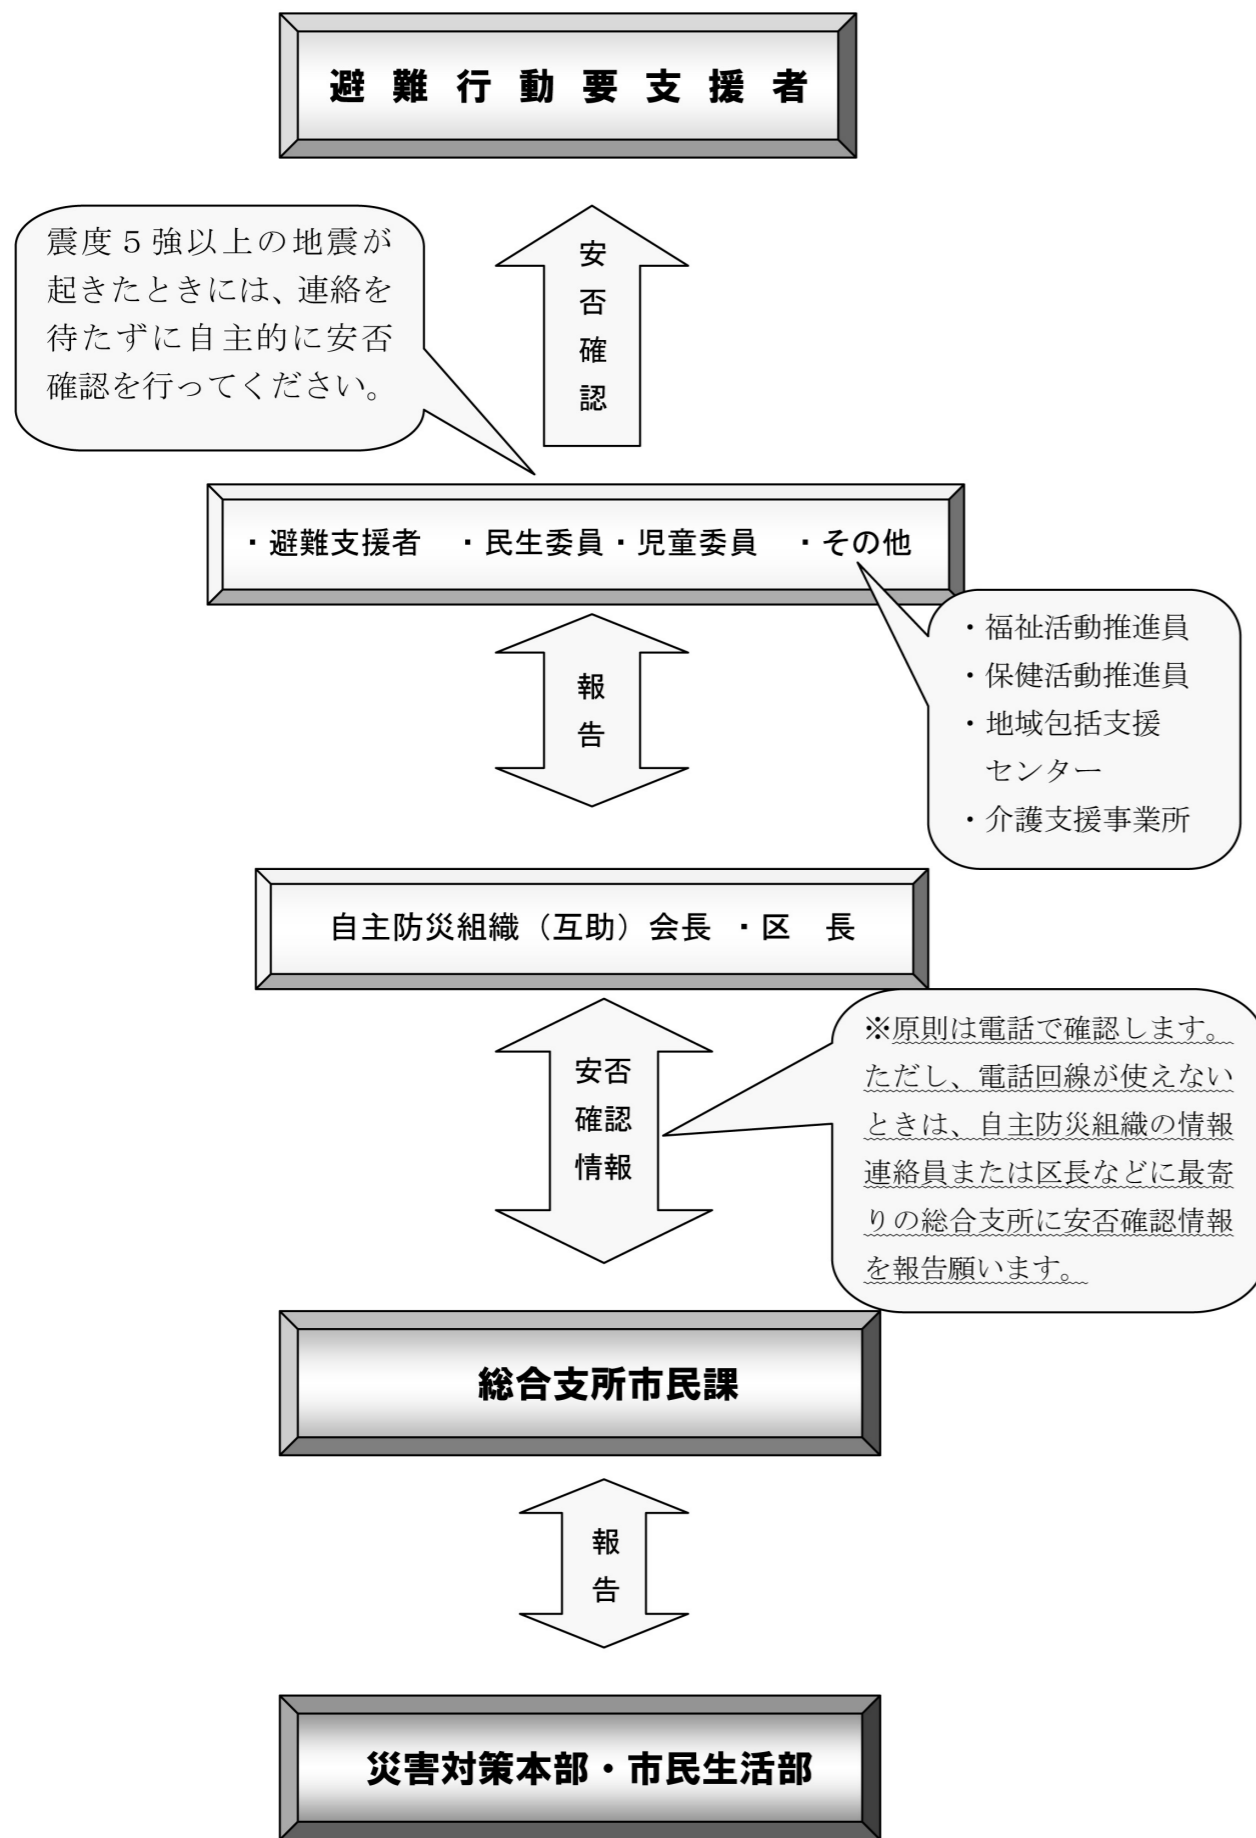 避難行動要支援者
震度５強以上の地震が
起きたときには、連絡を
待たずに自主的に安否
確認を行ってください。
安
否
確
認
・避難支援者　・民生委員・児童委員　・その他
・福祉活動推進員
・保健活動推進員
・地域包括支援
センター
・介護支援事業所
報
告
自主防災組織（互助）会長 ・区　長
※原則は電話で確認します。
ただし、電話回線が使えない
ときは、自主防災組織の情報
連絡員または区長などに最寄
りの総合支所に安否確認情報
を報告願います。
安否
確認
情報
総合支所市民課
報
告
災害対策本部・市民生活部